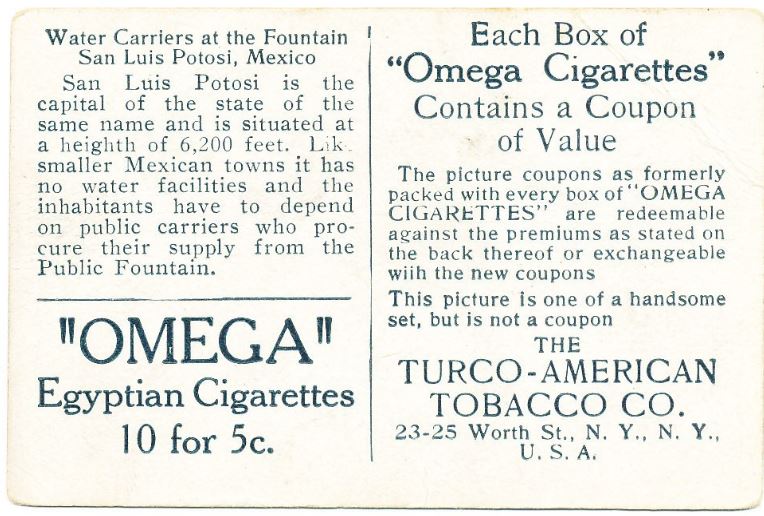 Water Carriers at the Fountain
San Luis Potosi, Mexico
San Luis Potosi is the
capital of the state of the
same name and is situated at
a heighth of 6,200 feet. Lik
smaller Mexican towns it has
no water facilities and the
inhabitants have to depend
on public carriers who pro-
cure their supply from the
Public Fountain.
"OMEGA"
Egyptian Cigarettes
10 for 5c.
Each Box of
“Omega Cigarettes”
Contains a Coupon
of Value
The picture coupons as formerly
packed with every box of "OMEGA
CIGARETTES" are redeemable
against the premiums as stated on
the back thereof or exchangeable
wiih the new coupons
This picture is one of a handsome
set, but is not a coupon
THE
TURCO-AMERICAN
TOBACCO CO.
23-25 Worth St., N. Y., N. Y.,
U. S. A.